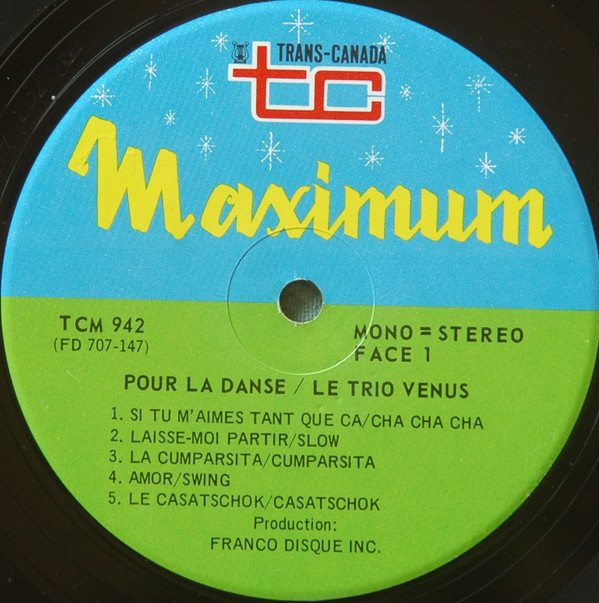 TRANS-CANADA
tc
Maximum
TCM 942
(FD 707-147)
MONO = STEREO
FACE 1
POUR LA DANSE / LE TRIO VENUS
1. SI TU M'AIMES TANT QUE CA/CHA CHA CHA
2. LAISSE-MOI PARTIR/SLOW
3. LA CUMPARSITA/CUMPARSITA
4. AMOR/SWING
5. LE CASATSCHOK/CASATSCHOK
Production:
FRANCO DISQUE INC.